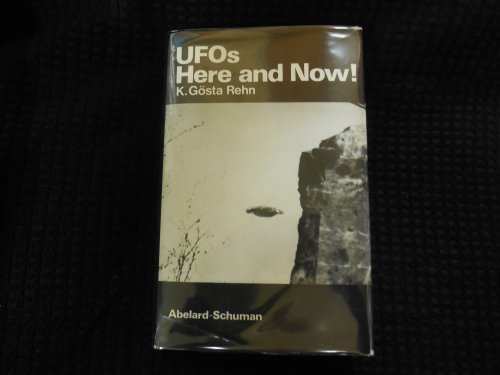 UFOs
Here and Now!
K. Gösta Rehn
Abelard-Schuman